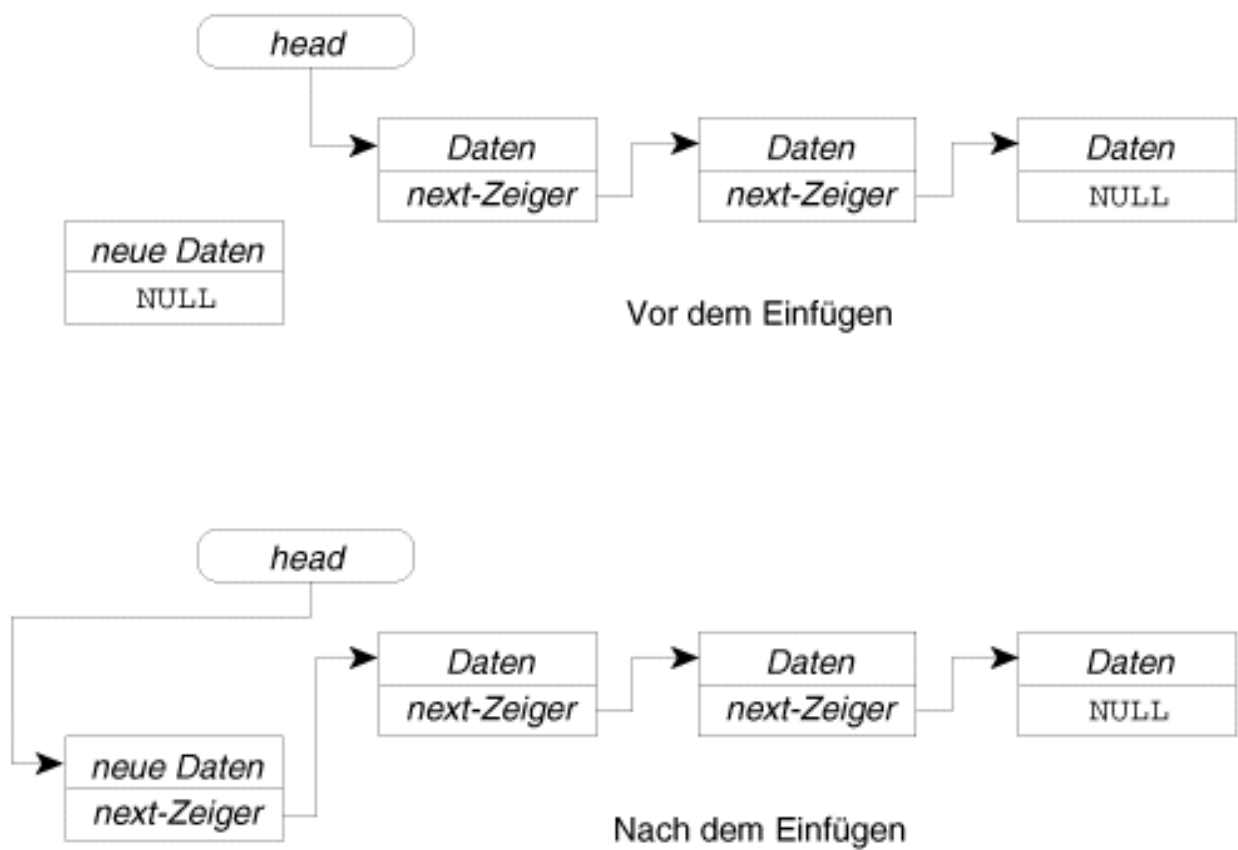 head
Daten
Daten
Daten
next-Zeiger
next-Zeiger
NULL
neue Daten
NULL
Vor dem Einfügen
head
Daten
Daten
Daten
next-Zeiger
next-Zeiger
NULL
neue Daten
next-Zeiger
Nach dem Einfügen